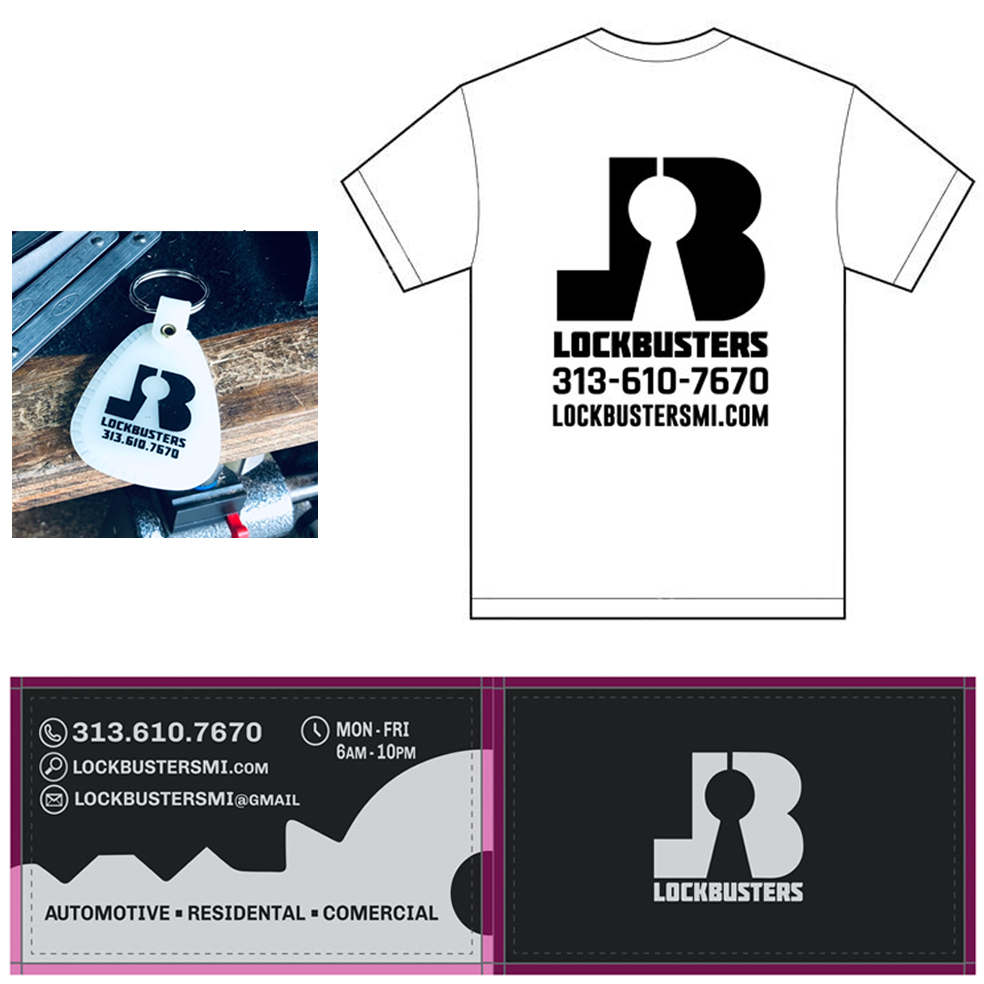 LOCKBUSTERS
313-610-7670
LOCKBUSTERSMI.COM
LOCKBUSTERS
313.610.7670
313.610.7670
MON - FRI
6AM - 10PM
LOCKBUSTERSMI.COM
LOCKBUSTERSMI@GMAIL
AUTOMOTIVE ▪ RESIDENTAL ▪ COMERCIAL
LOCKBUSTERS